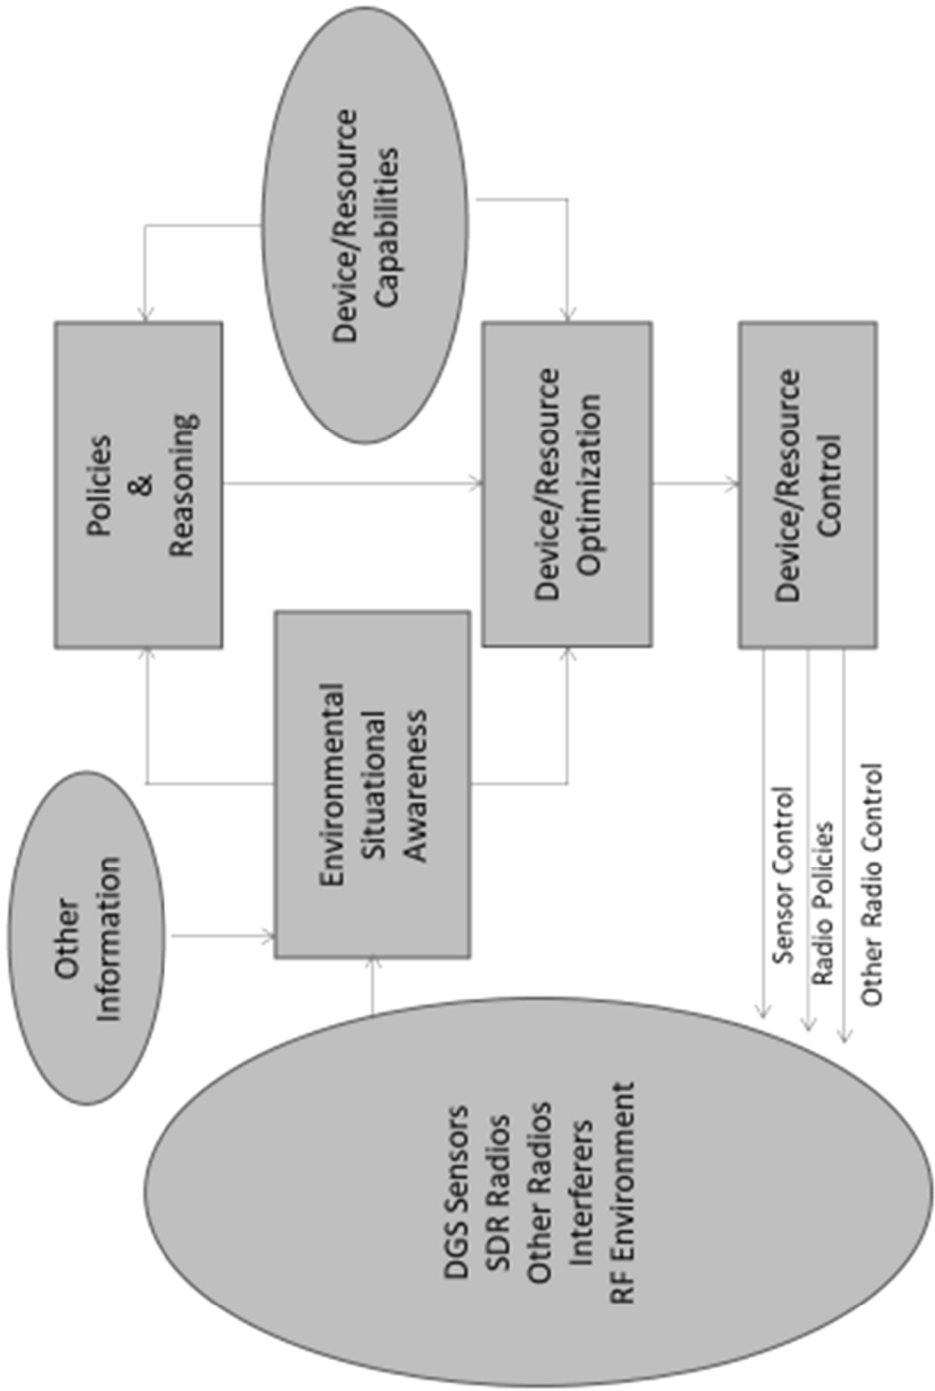 Other
Information
Policies
&
Reasoning
Environmental
Situational
Awareness
Device/Resource
Capabilities
DGS Sensors
SDR Radios
Other Radios
Interferers
RF Environment
Device/Resource
Optimization
Sensor Control
Radio Policies
Other Radio Control
Device/Resource
Control